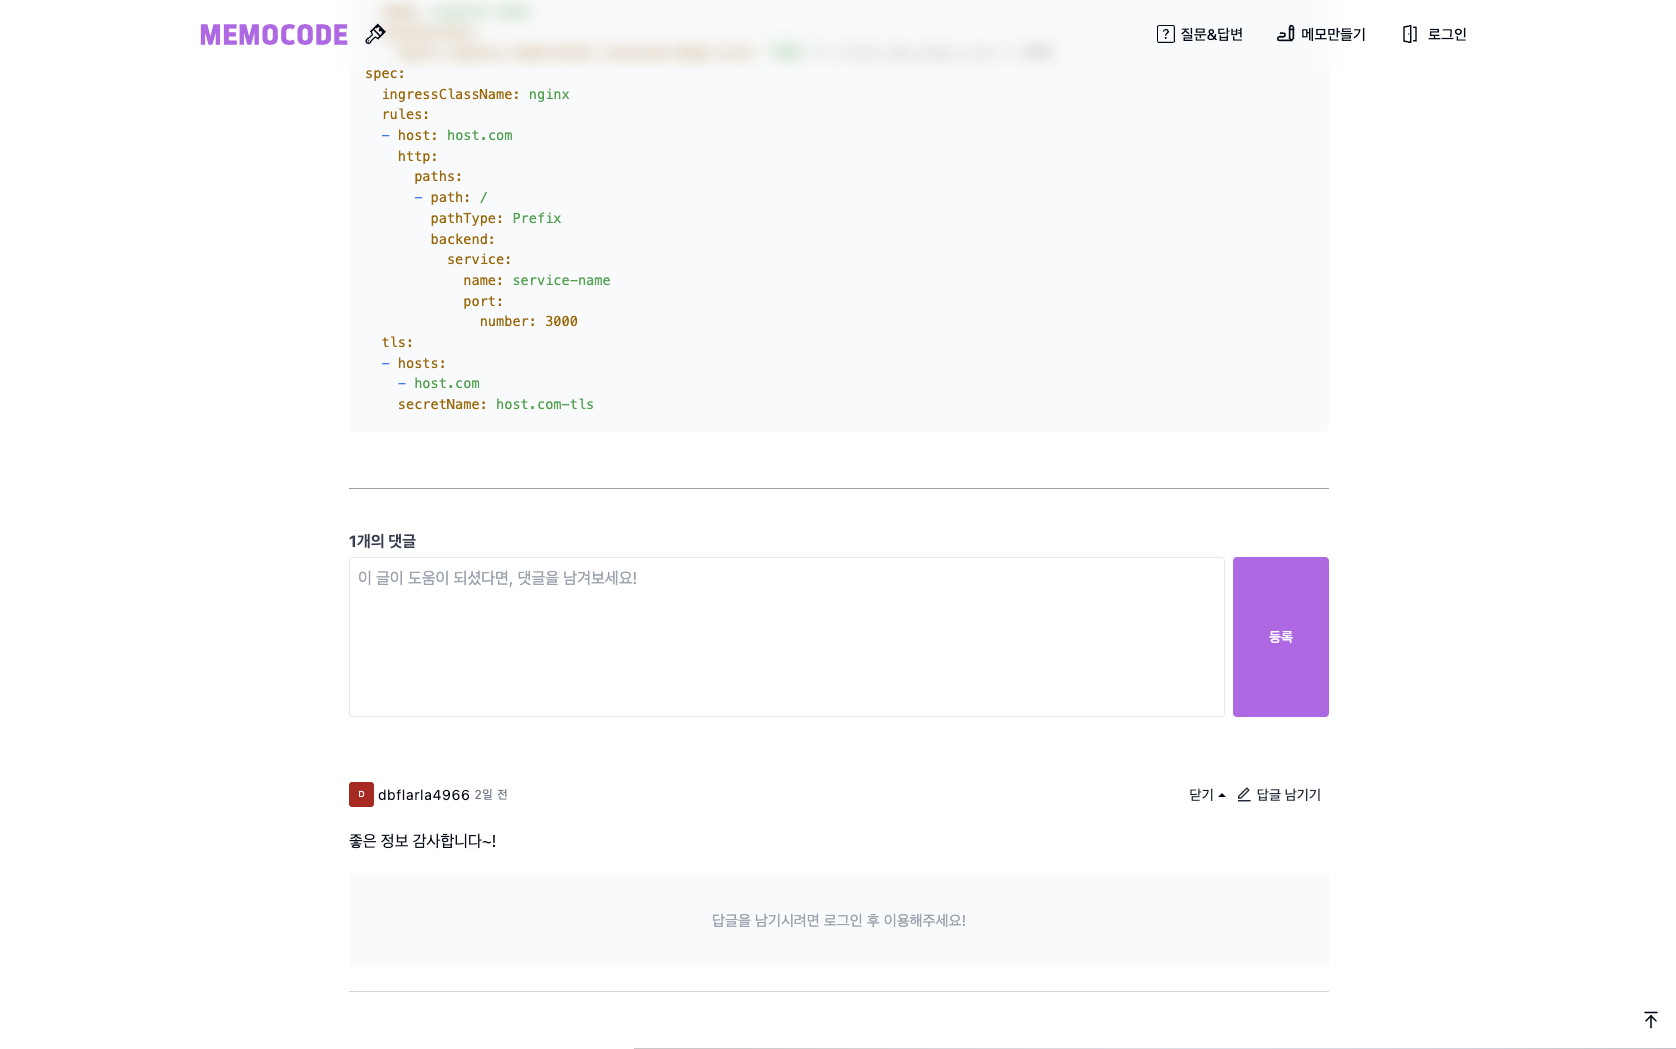 MEMOCODE
질문&답변
메모만들기
로그인
spec:
  ingressClassName: nginx
  rules:
  - host: host.com
    http:
      paths:
      - path: /
        pathType: Prefix
        backend:
          service:
            name: service-name
            port:
              number: 3000
  tls:
  - hosts:
    - host.com
    secretName: host.com-tls
1개의 댓글
이 글이 도움이 되셨다면, 댓글을 남겨보세요!
등록
D dbflarla4966 2일 전
닫기 답글 남기기
좋은 정보 감사합니다~!
답글을 남기시려면 로그인 후 이용해주세요!